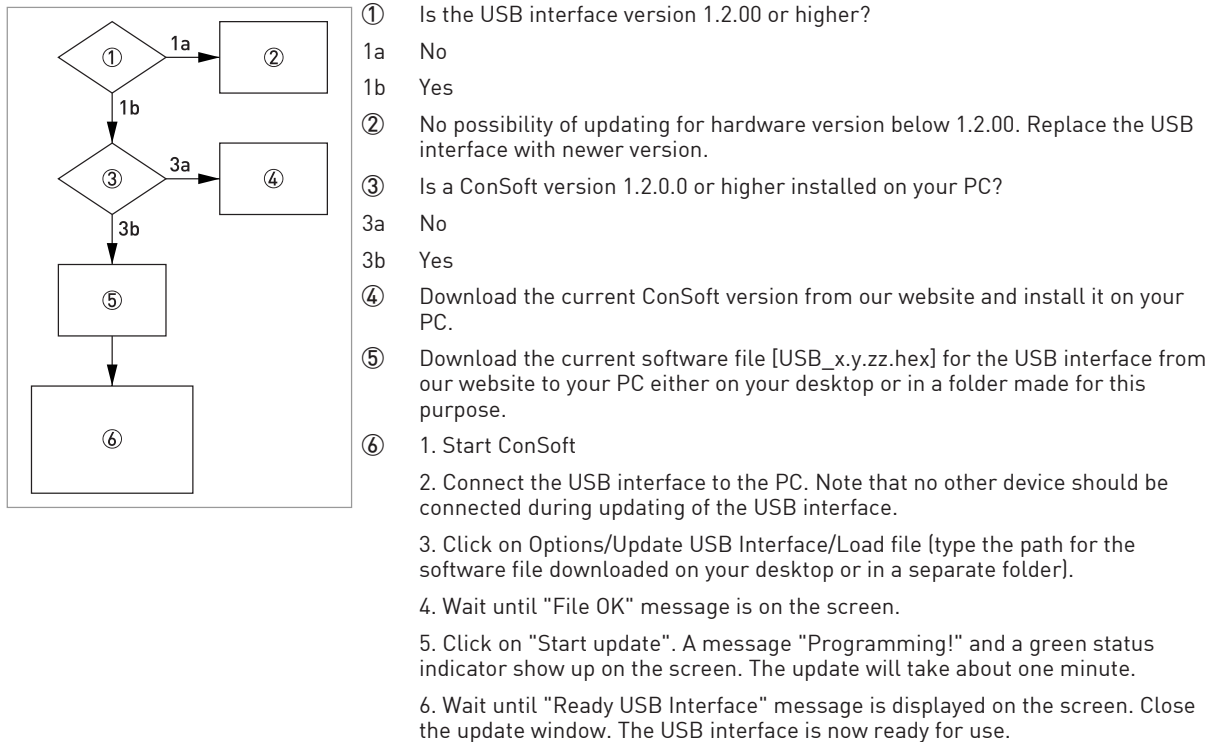 ①
1a
②
1b
③
3a
④
3b
⑤
⑥
① Is the USB interface version 1.2.00 or higher?
1a No
1b Yes
② No possibility of updating for hardware version below 1.2.00. Replace the USB
interface with newer version.
③ Is a ConSoft version 1.2.0.0 or higher installed on your PC?
3a No
3b Yes
④ Download the current ConSoft version from our website and install it on your
PC.
⑤ Download the current software file [USB_x.y.zz.hex] for the USB interface from
our website to your PC either on your desktop or in a folder made for this
purpose.
⑥ 1. Start ConSoft
2. Connect the USB interface to the PC. Note that no other device should be
connected during updating of the USB interface.
3. Click on Options/Update USB Interface/Load file (type the path for the
software file downloaded on your desktop or in a separate folder).
4. Wait until "File OK" message is on the screen.
5. Click on "Start update". A message "Programming!" and a green status
indicator show up on the screen. The update will take about one minute.
6. Wait until "Ready USB Interface" message is displayed on the screen. Close
the update window. The USB interface is now ready for use.